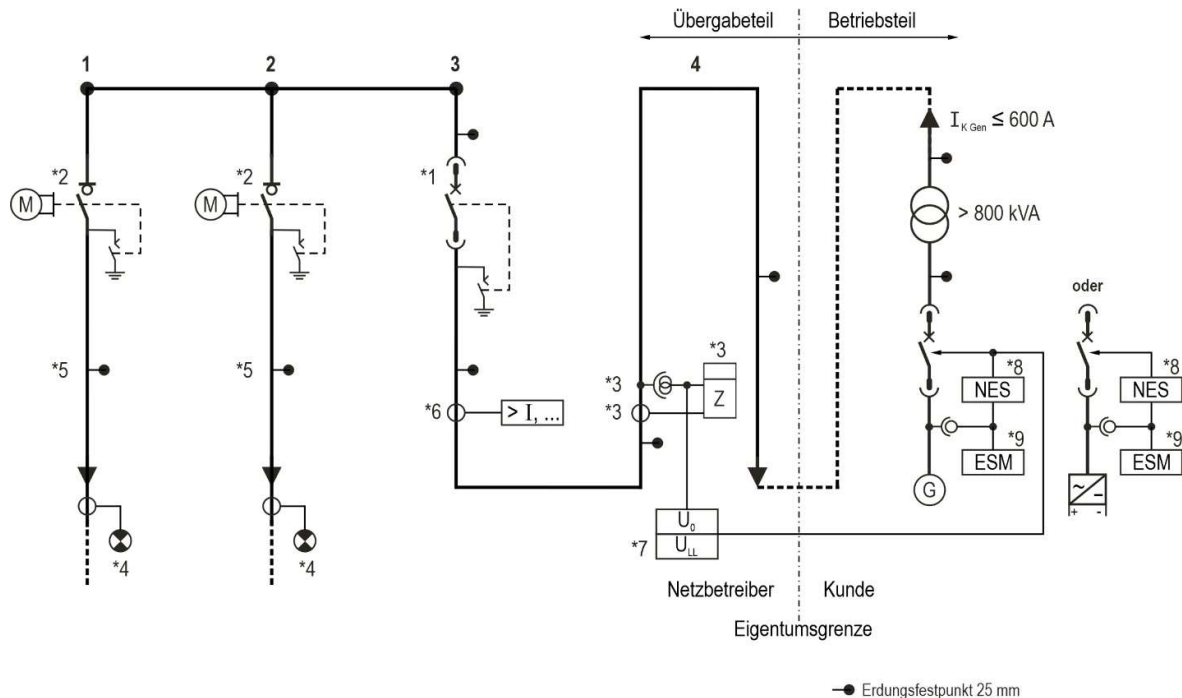 Übergabeteil Betriebsteil
1 2 3 4
I K Gen ≤ 600 A
*2 *2 *1
M M
> 800 kVA
oder
*5 *5 *3
*3 Z *8 *8
NES NES
*6 > I, ... *3
*9 *9
ESM ESM
G
~ –
+ -
U0
*7 ULL
*4 *4
Netzbetreiber Kunde
Eigentumsgrenze
Erdungsfestpunkt 25 mm